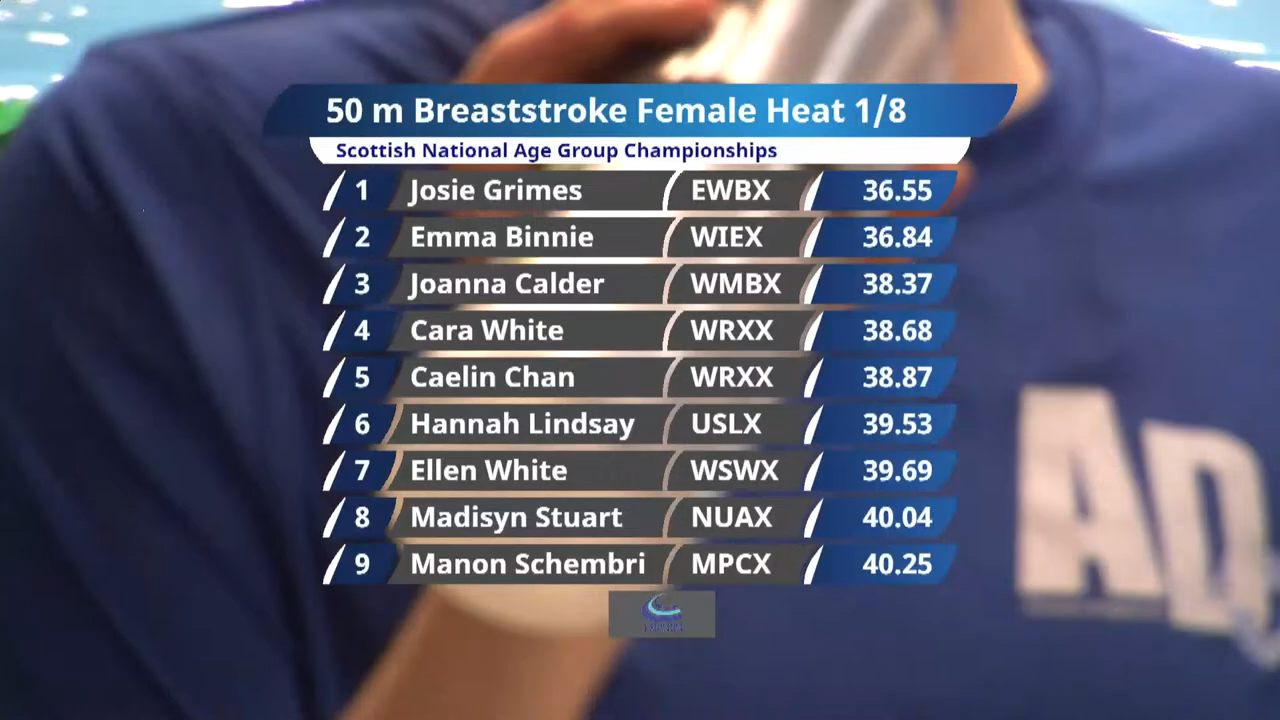 50 m Breaststroke Female Heat 1/8
Scottish National Age Group Championships
1 Josie Grimes EWBX 36.55
2 Emma Binnie WIEX 36.84
3 Joanna Calder WMBX 38.37
4 Cara White WRXX 38.68
5 Caelin Chan WRXX 38.87
6 Hannah Lindsay USLX 39.53
7 Ellen White WSWX 39.69
8 Madisyn Stuart NUAX 40.04
9 Manon Schembri MPCX 40.25
AD